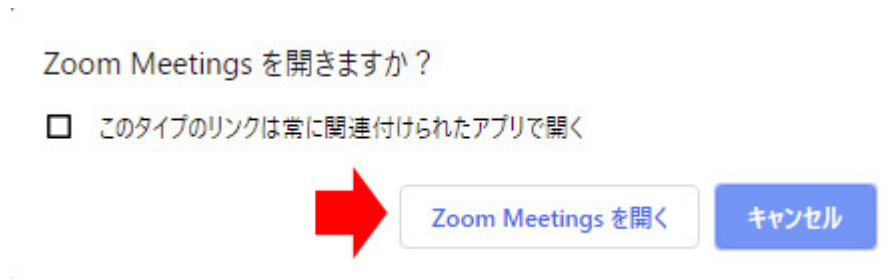 Zoom Meetings を開きますか？
このタイプのリンクは常に関連付けられたアプリで開く
Zoom Meetings を開く
キャンセル